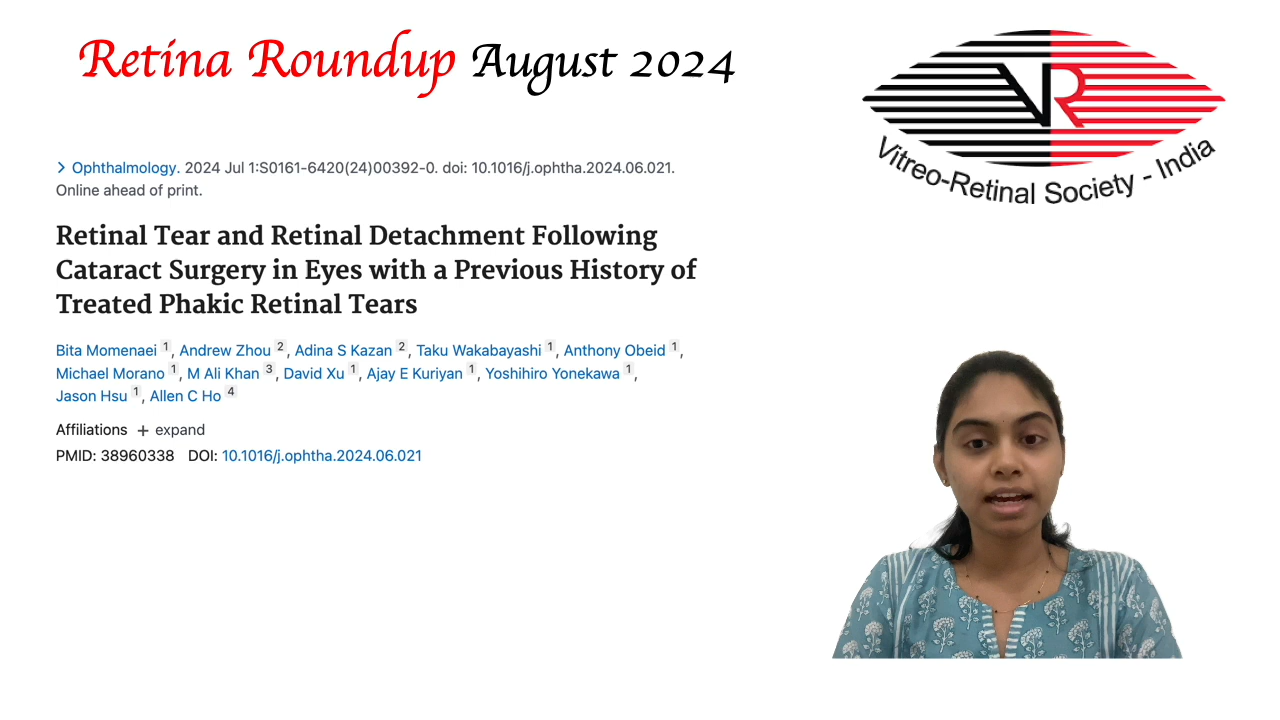 Retina Roundup August 2024
VR
Vitreo-Retinal Society - India
Ophthalmology. 2024 Jul 1:S0161-6420(24)00392-0. doi: 10.1016/j.ophtha.2024.06.021.
Online ahead of print.
Retinal Tear and Retinal Detachment Following
Cataract Surgery in Eyes with a Previous History of
Treated Phakic Retinal Tears
Bita Momenaei 1, Andrew Zhou 2, Adina S Kazan 2, Taku Wakabayashi 1, Anthony Obeid 1,
Michael Morano 1, M Ali Khan 3, David Xu 1, Ajay E Kuriyan 1, Yoshihiro Yonekawa 1,
Jason Hsu 1, Allen C Ho 4
Affiliations + expand
PMID: 38960338 DOI: 10.1016/j.ophtha.2024.06.021